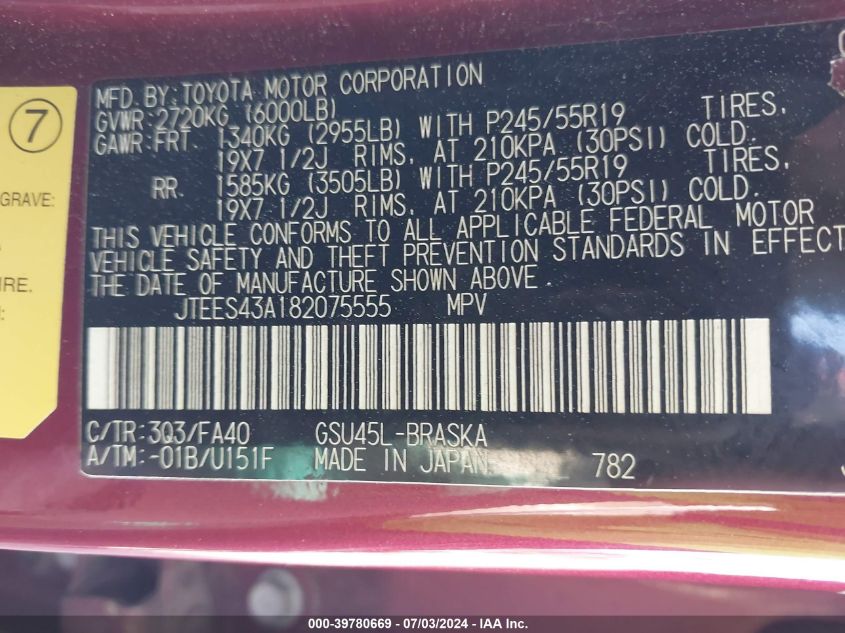 7
GRAVE:
MFD. BY: TOYOTA MOTOR CORPORATION
GVWR: 2720KG (6000LB)
GAWR: FRT. 1340KG (2955LB) WITH P245/55R19 TIRES,
19X7 1/2J RIMS, AT 210KPA (30PSI) COLD.
RR. 1585KG (3505LB) WITH P245/55R19 TIRES,
19X7 1/2J RIMS, AT 210KPA (30PSI) COLD.
THIS VEHICLE CONFORMS TO ALL APPLICABLE FEDERAL MOTOR
VEHICLE SAFETY AND THEFT PREVENTION STANDARDS IN EFFECT
THE DATE OF MANUFACTURE SHOWN ABOVE.
JTEES43A182075555 MPV
C/TR: 3Q3/FA40 GSU45L-BRASKA
A/TM: -01B/U151F MADE IN JAPAN 782
000-39780669 - 07/03/2024 - IAA Inc.